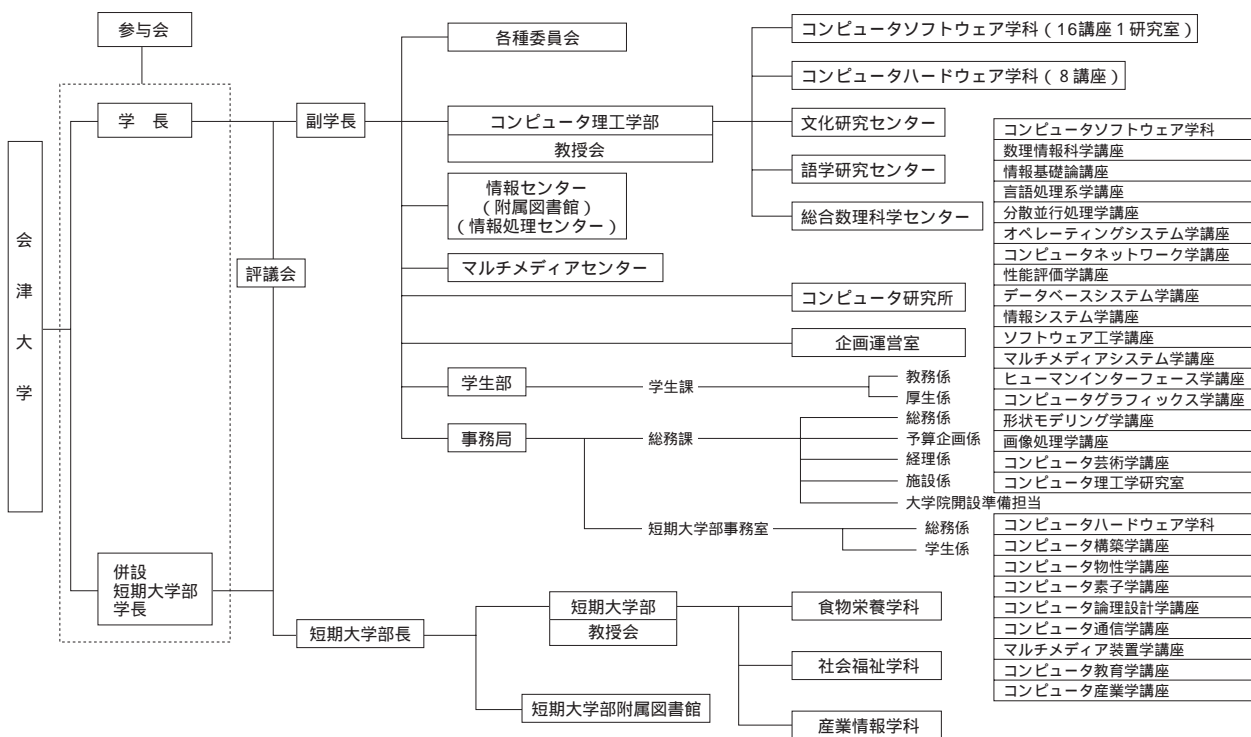 参与会
会津大学
学　長
併設
短期大学部
学長
評議会
副学長
短期大学部長
各種委員会
コンピュータ理工学部
教授会
情報センター
（附属図書館）
（情報処理センター）
マルチメディアセンター
学生部
事務局
コンピュータソフトウェア学科（16講座１研究室）
コンピュータハードウェア学科（８講座）
文化研究センター
語学研究センター
総合数理科学センター
コンピュータ研究所
企画運営室
学生課
教務係
厚生係
総務課
総務係
予算企画係
経理係
施設係
大学院開設準備担当
短期大学部事務室
総務係
学生係
短期大学部
教授会
短期大学部附属図書館
食物栄養学科
社会福祉学科
産業情報学科
コンピュータソフトウェア学科
数理情報科学講座
情報基礎論講座
言語処理系学講座
分散並行処理学講座
オペレーティングシステム学講座
コンピュータネットワーク学講座
性能評価学講座
データベースシステム学講座
情報システム学講座
ソフトウェア工学講座
マルチメディアシステム学講座
ヒューマンインターフェース学講座
コンピュータグラフィックス学講座
形状モデリング学講座
画像処理学講座
コンピュータ芸術学講座
コンピュータ理工学研究室
コンピュータハードウェア学科
コンピュータ構築学講座
コンピュータ物性学講座
コンピュータ素子学講座
コンピュータ論理設計学講座
コンピュータ通信学講座
マルチメディア装置学講座
コンピュータ教育学講座
コンピュータ産業学講座